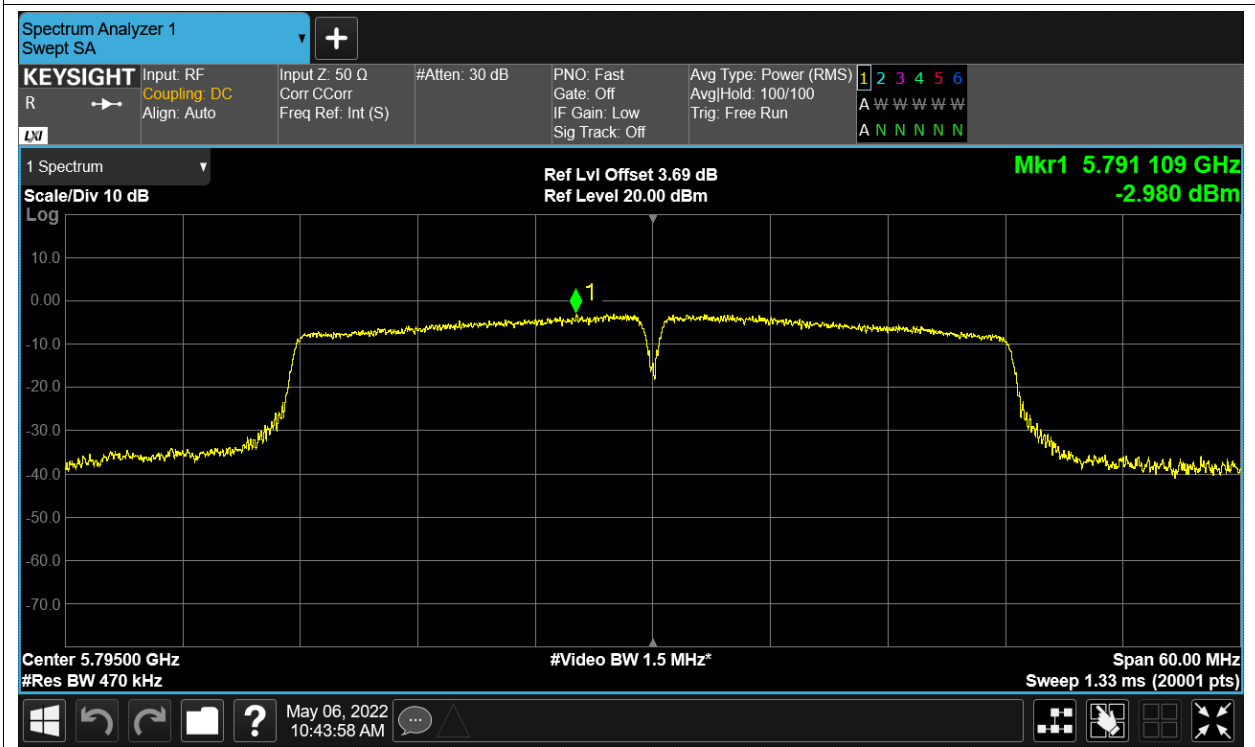 Spectrum Analyzer 1
Swept SA
KEYSIGHT
R
LXI
Input: RF
Coupling: DC
Align: Auto
Input Z: 50 Ω
Corr CCorr
Freq Ref: Int (S)
#Atten: 30 dB
PNO: Fast
Gate: Off
IF Gain: Low
Sig Track: Off
Avg Type: Power (RMS)
Avg|Hold: 100/100
Trig: Free Run
1 2 3 4 5 6
A W W W W W
A N N N N N
1 Spectrum
Scale/Div 10 dB
Ref Lvl Offset 3.69 dB
Ref Level 20.00 dBm
Mkr1 5.791 109 GHz
-2.980 dBm
Log
10.0
0.00
-10.0
-20.0
-30.0
-40.0
-50.0
-60.0
-70.0
1
Center 5.79500 GHz
#Res BW 470 kHz
#Video BW 1.5 MHz*
Span 60.00 MHz
Sweep 1.33 ms (20001 pts)
?
May 06, 2022
10:43:58 AM